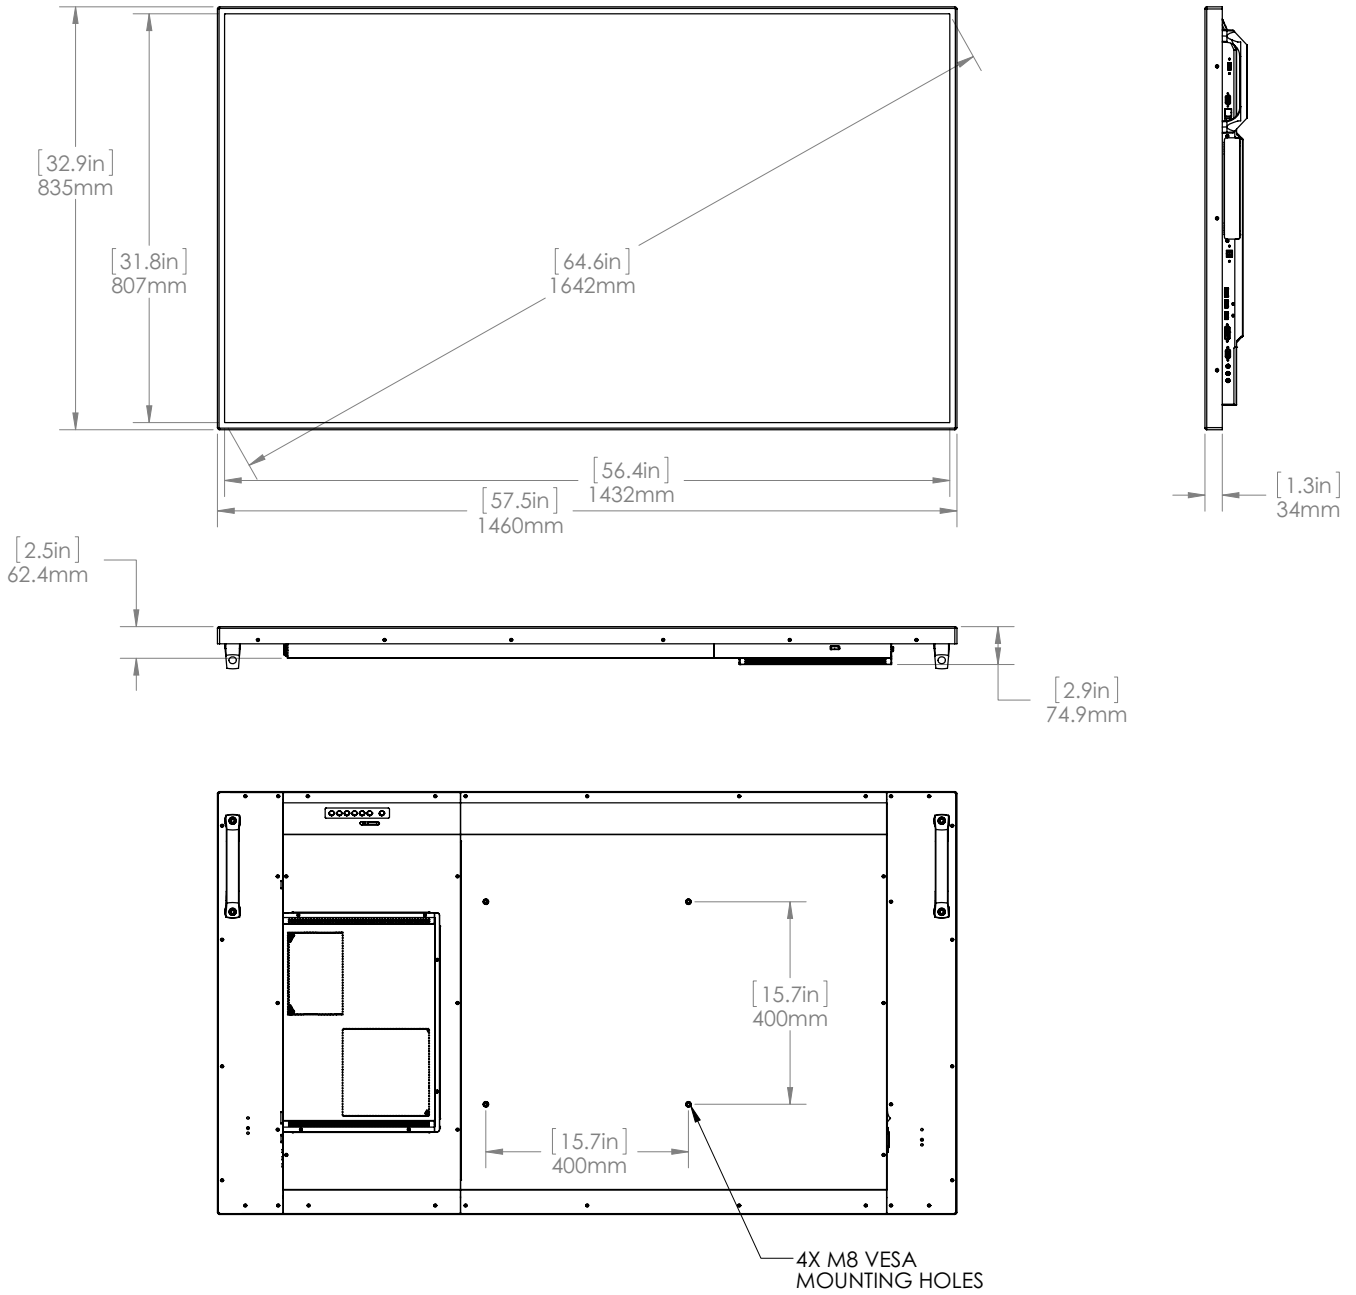 [32.9in]
835mm
[31.8in]
807mm
[64.6in]
1642mm
[56.4in]
1432mm
[57.5in]
1460mm
[1.3in]
34mm
[2.5in]
62.4mm
[2.9in]
74.9mm
[15.7in]
400mm
[15.7in]
400mm
4X M8 VESA
MOUNTING HOLES